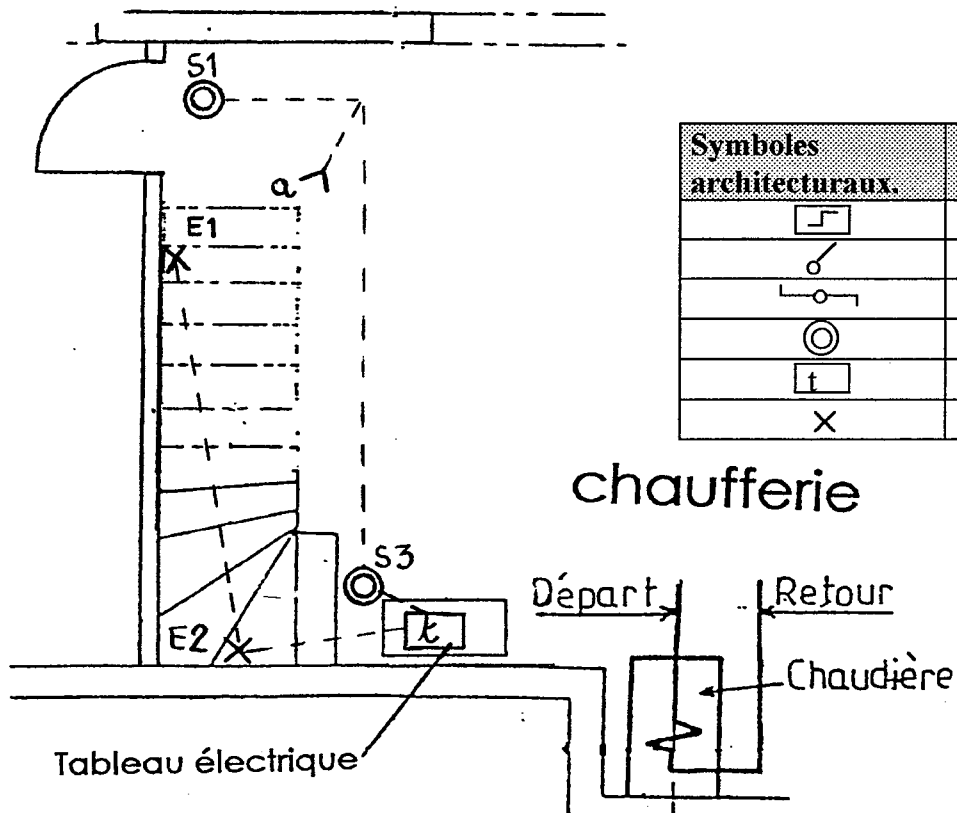 S1
a
E1
Symboles
architecturaux.
t
chaufferie
S3
Départ
Retour
E2
t
Chaudière
Tableau électrique